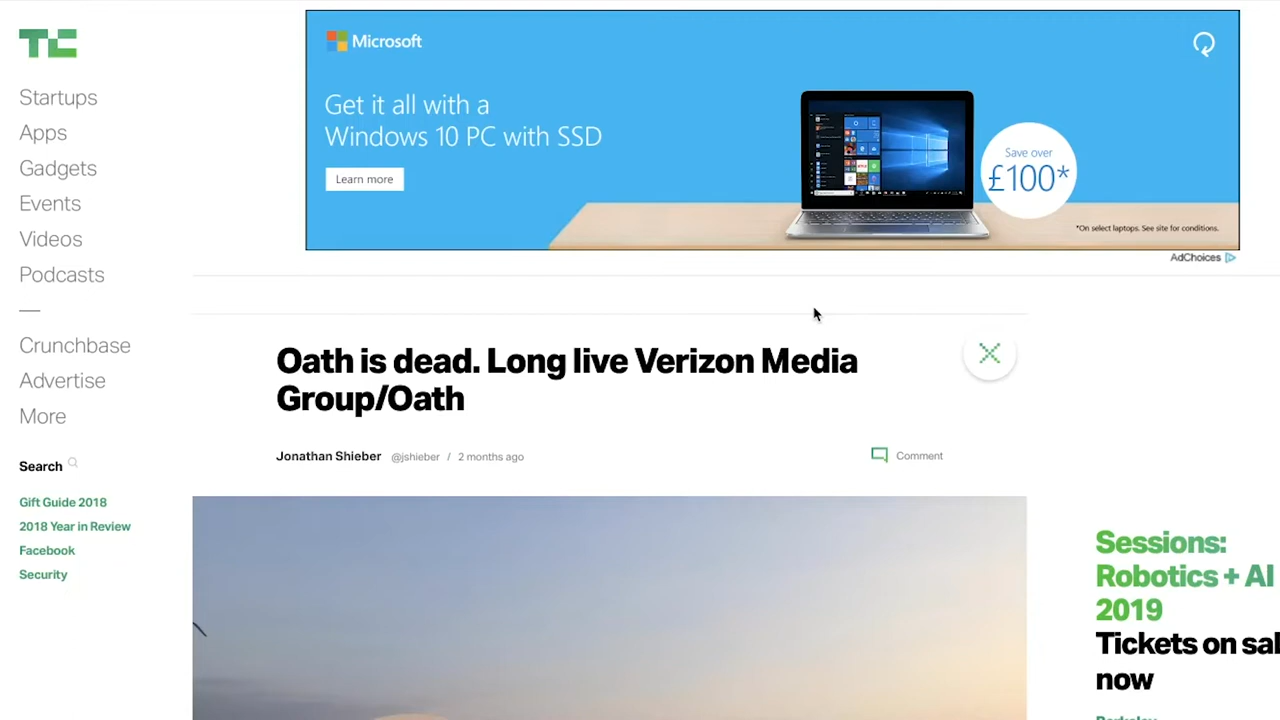 TC
Startups
Apps
Gadgets
Events
Videos
Podcasts
—
Crunchbase
Advertise
More
Search
Gift Guide 2018
2018 Year in Review
Facebook
Security
Microsoft
Get it all with a
Windows 10 PC with SSD
Learn more
Save over
£100*
*On select laptops. See site for conditions.
AdChoices
Oath is dead. Long live Verizon Media
Group/Oath
Jonathan Shieber @jshieber / 2 months ago
Comment
Sessions:
Robotics + AI
2019
Tickets on sal
now